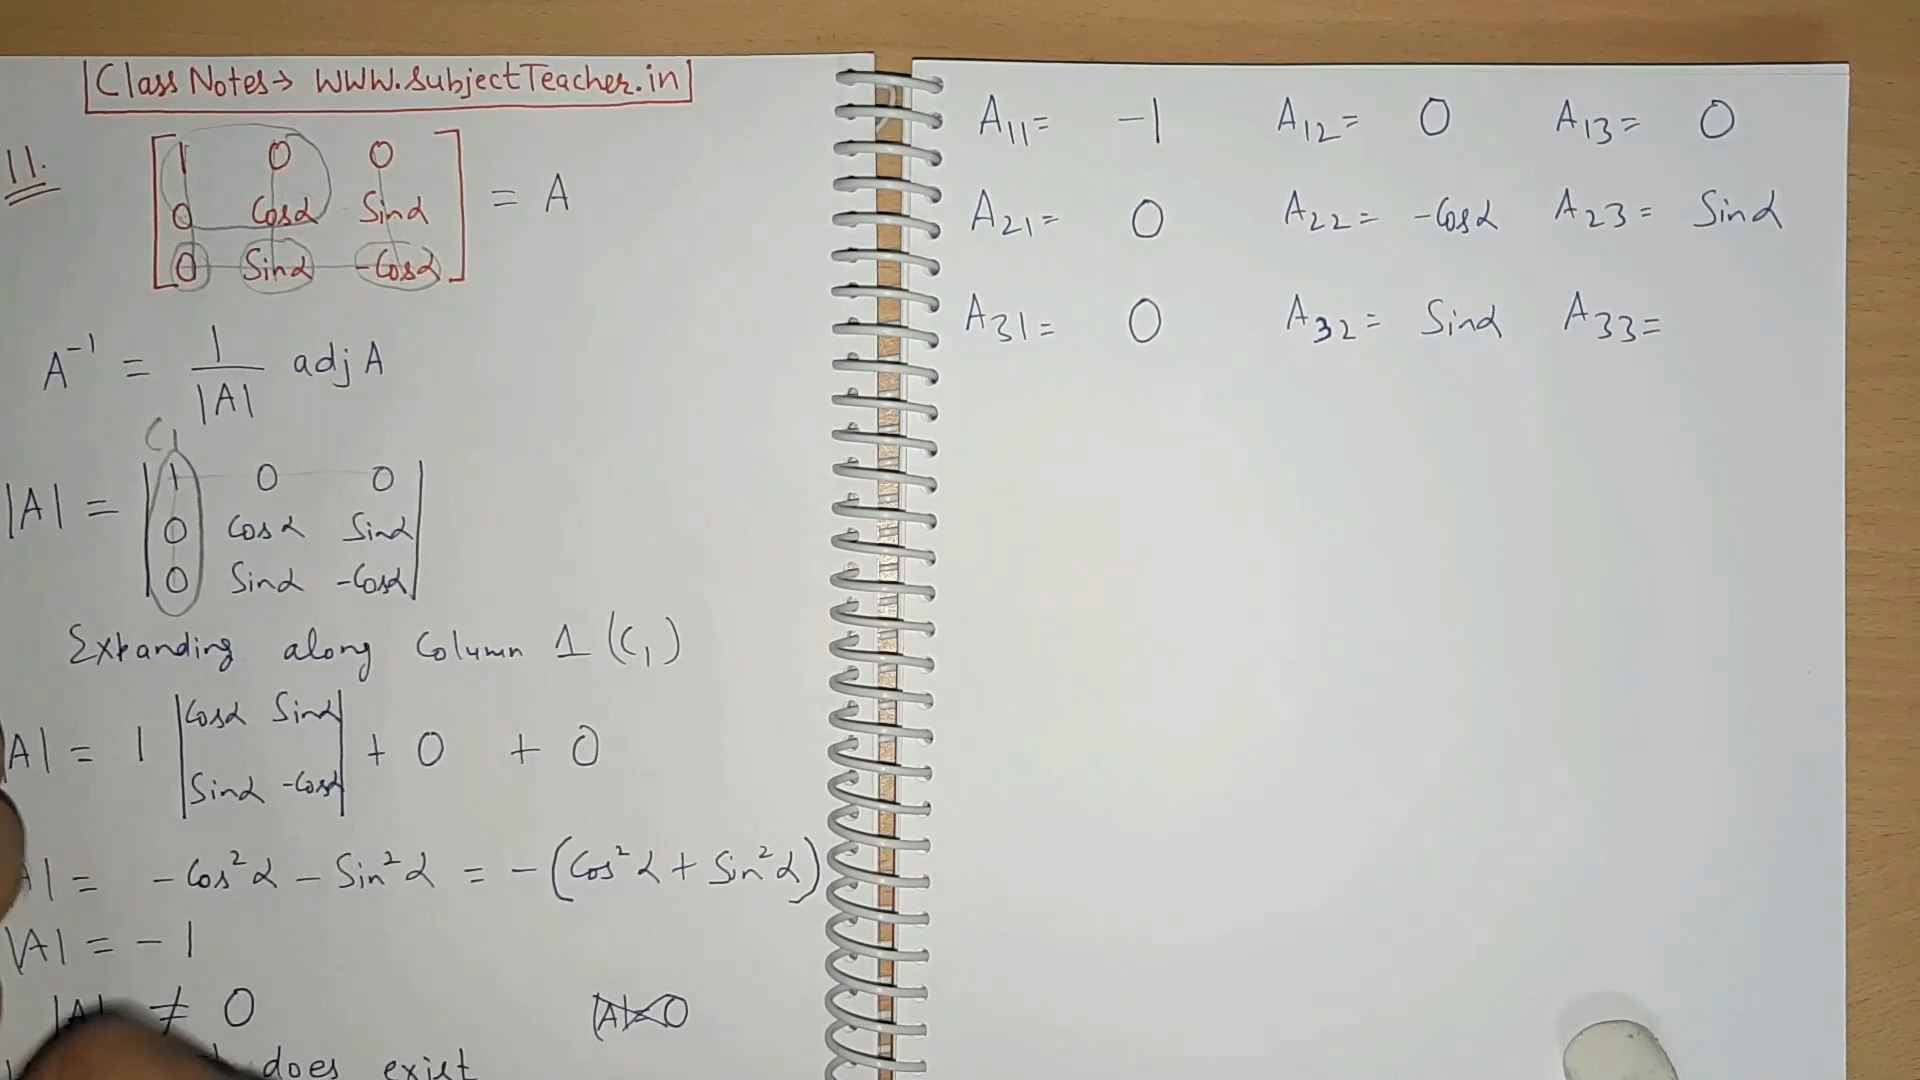 Class Notes→ WWW.SubjectTeacher.in
11. [1 0 0
0 Cosα Sinα
0 Sinα -Cosα] = A
A⁻¹ = 1/|A| adj A
C₁
|A| = |1 0 0
0 Cosα Sinα
0 Sinα -Cosα|
Expanding along Column 1 (C₁)
A| = 1 |Cosα Sinα
Sinα -Cosα| + 0 + 0
| = -Cos²α - Sin²α = -(Cos²α + Sin²α)
|A| = -1
|A| ≠ 0
does exist
A₁₁= -1 A₁₂= 0 A₁₃= 0
A₂₁= 0 A₂₂= -Cosα A₂₃= Sinα
A₃₁= 0 A₃₂= Sinα A₃₃=